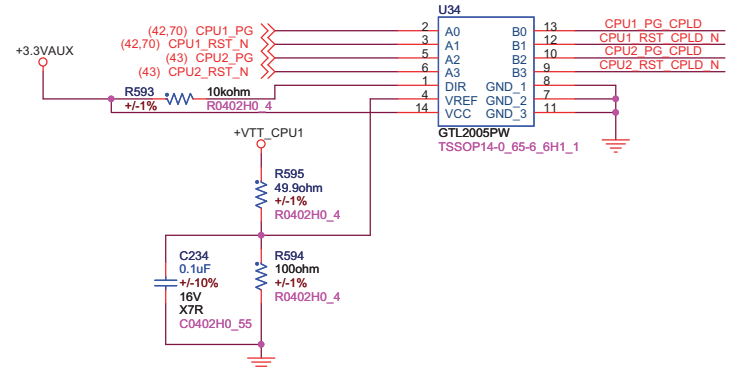 U34
(42,70) CPU1_PG 2 A0 B0 13 CPU1_PG_CPLD
(42,70) CPU1_RST_N 3 A1 B1 12 CPU1_RST_CPLD_N
(43) CPU2_PG 5 A2 B2 10 CPU2_PG_CPLD
(43) CPU2_RST_N 6 A3 B3 9 CPU2_RST_CPLD_N
+3.3VAUX
1 DIR GND_1 8
4 VREF GND_2 7
14 VCC GND_3 11
R593 10kohm
+/-1% R0402H0_4
GTL2005PW
TSSOP14-0_65-6_6H1_1
+VTT_CPU1
R595
49.9ohm
+/-1%
R0402H0_4
C234
0.1uF
+/-10%
16V
X7R
C0402H0_55
R594
100ohm
+/-1%
R0402H0_4